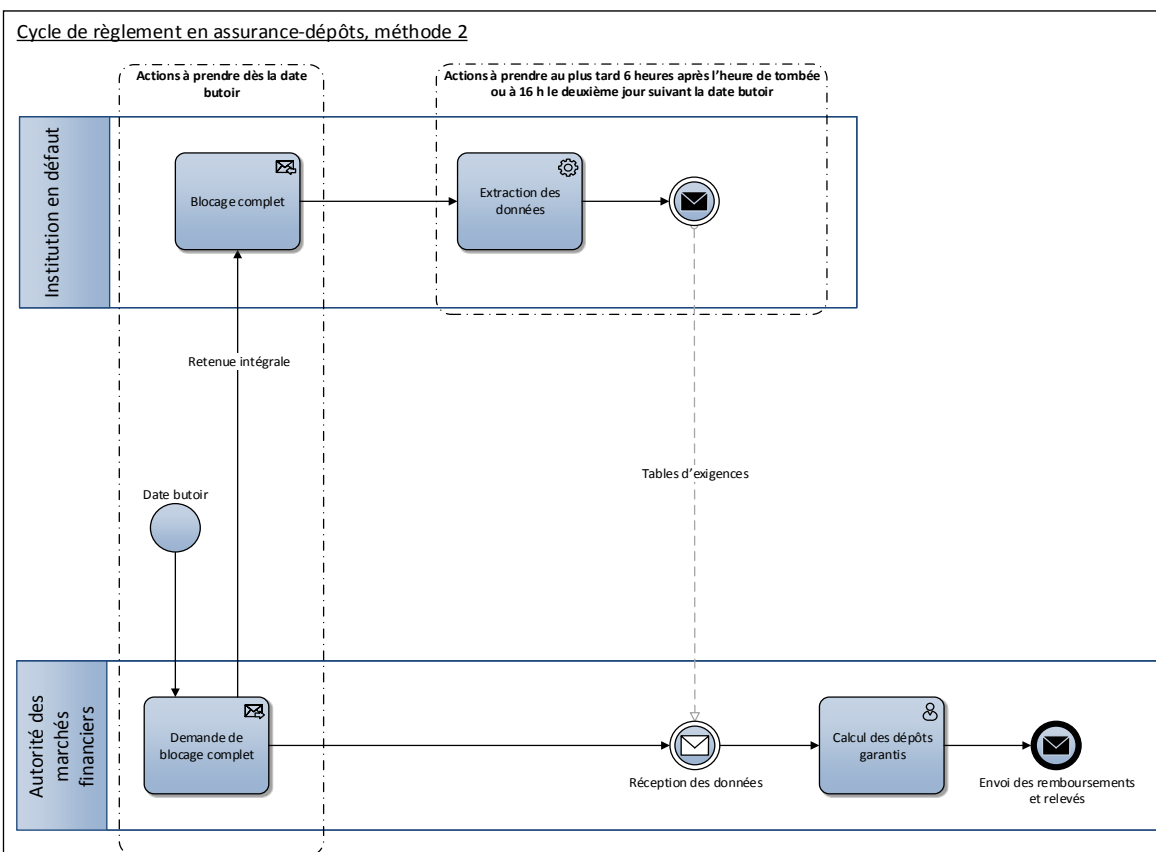 Cycle de règlement en assurance-dépôts, méthode 2
Actions à prendre dès la date
butoir
Actions à prendre au plus tard 6 heures après l'heure de tombée
ou à 16 h le deuxième jour suivant la date butoir
Institution en défaut
Blocage complet
Extraction des
données
Retenue intégrale
Tables d'exigences
Date butoir
Autorité des
marchés
financiers
Demande de
blocage complet
Réception des données
Calcul des dépôts
garantis
Envoi des remboursements
et relevés